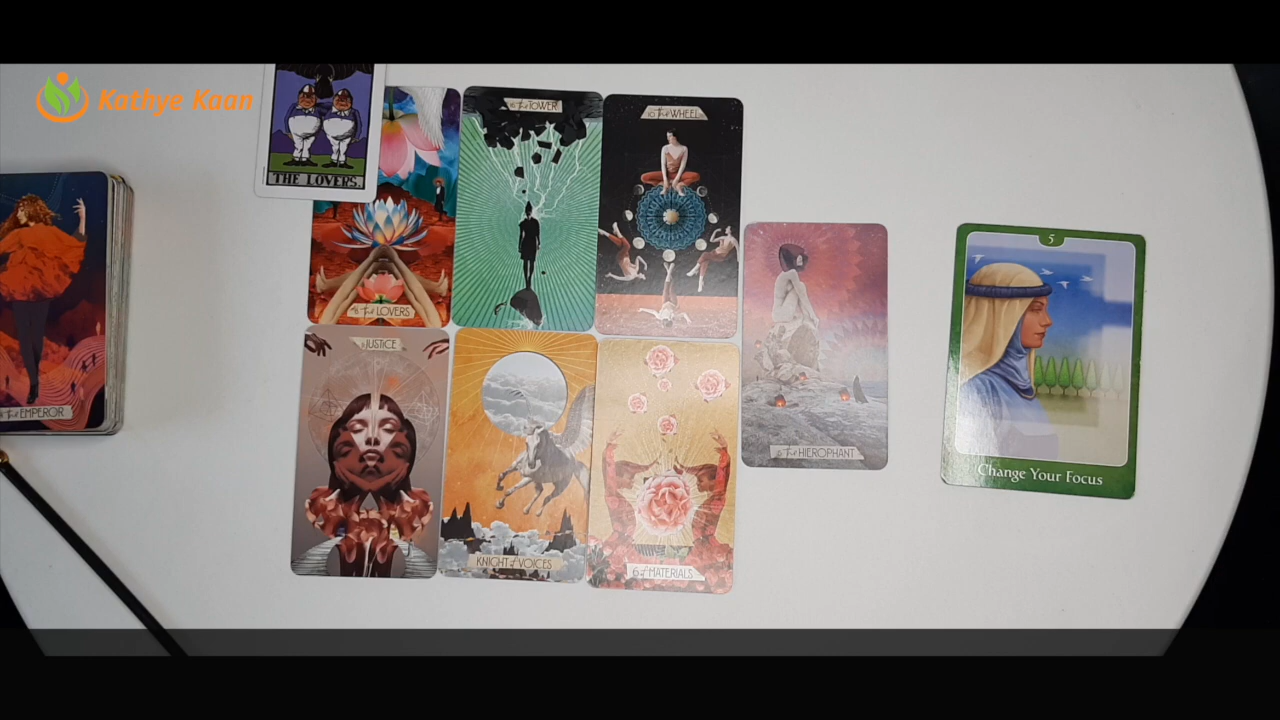 Kathye Kaan
THE LOVERS.
The TOWER
10 The WHEEL
The LOVERS
The EMPEROR
JUSTICE
KNIGHT of VOICES
6 of MATERIALS
The HIEROPHANT
5
Change Your Focus